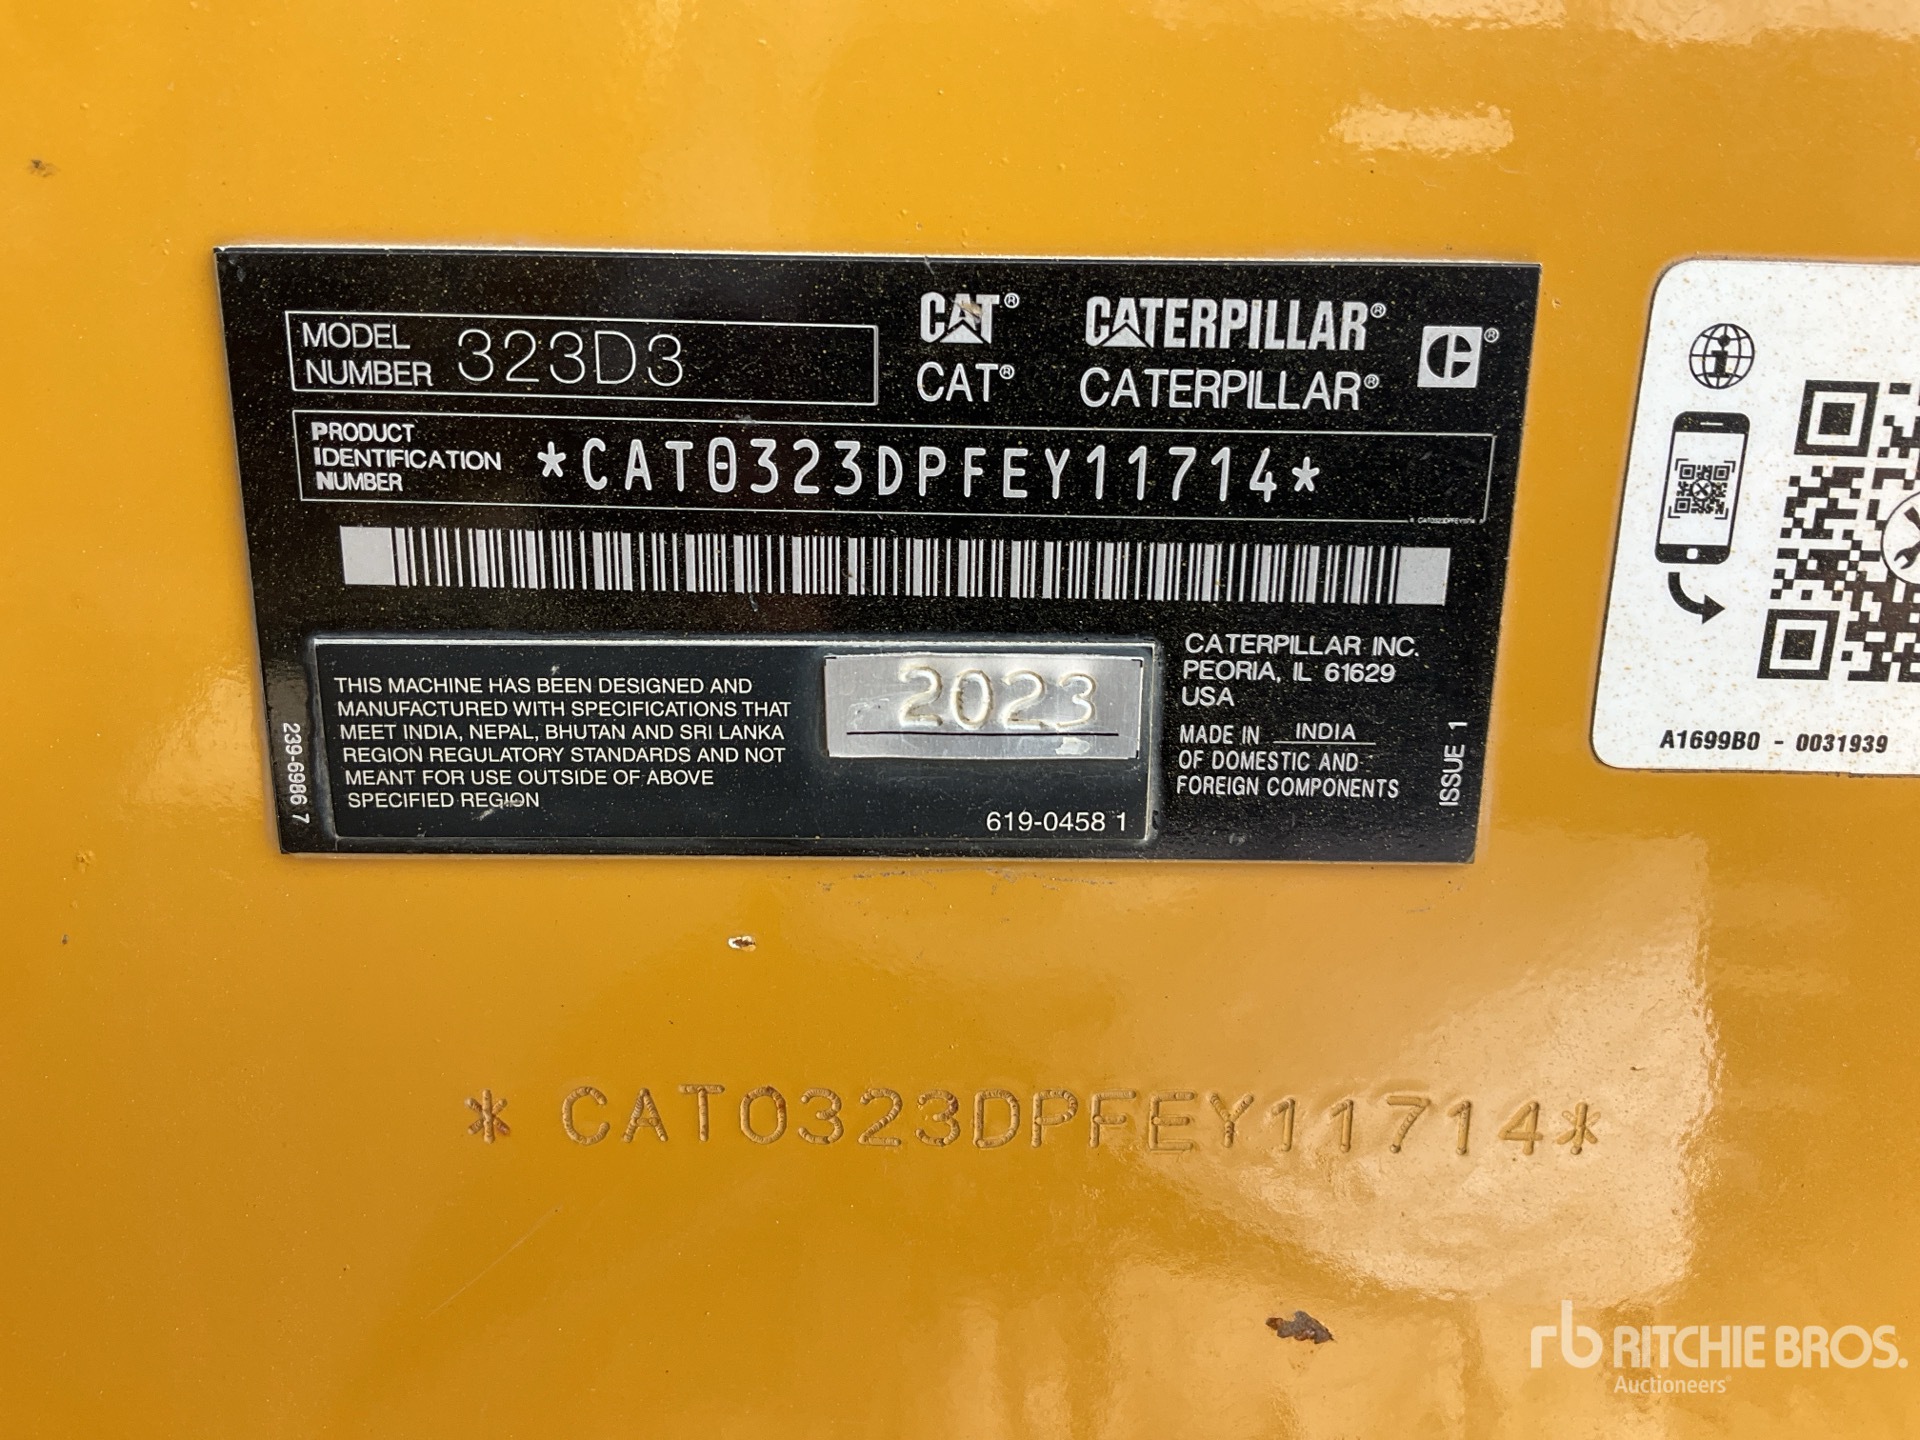 MODEL NUMBER 323D3
CAT® CATERPILLAR®
CAT® CATERPILLAR®
PRODUCT IDENTIFICATION NUMBER *CAT0323DPFEY11714*
* CAT0323DPFEY11714 *
THIS MACHINE HAS BEEN DESIGNED AND
MANUFACTURED WITH SPECIFICATIONS THAT
MEET INDIA, NEPAL, BHUTAN AND SRI LANKA
REGION REGULATORY STANDARDS AND NOT
MEANT FOR USE OUTSIDE OF ABOVE
SPECIFIED REGION
2023
619-0458 1
CATERPILLAR INC.
PEORIA, IL 61629
USA
MADE IN INDIA
OF DOMESTIC AND
FOREIGN COMPONENTS
239-6986 7
ISSUE 1
A1699B0 - 0031939
* CAT0323DPFEY11714*
rb RITCHIE BROS.
Auctioneers